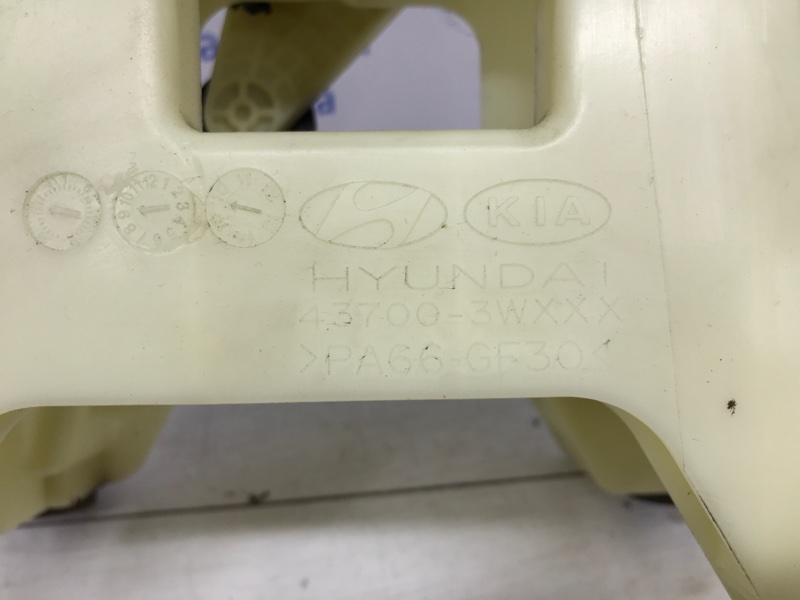 KIA
HYUNDAI
43700-3WXXX
>PA66-GF30<